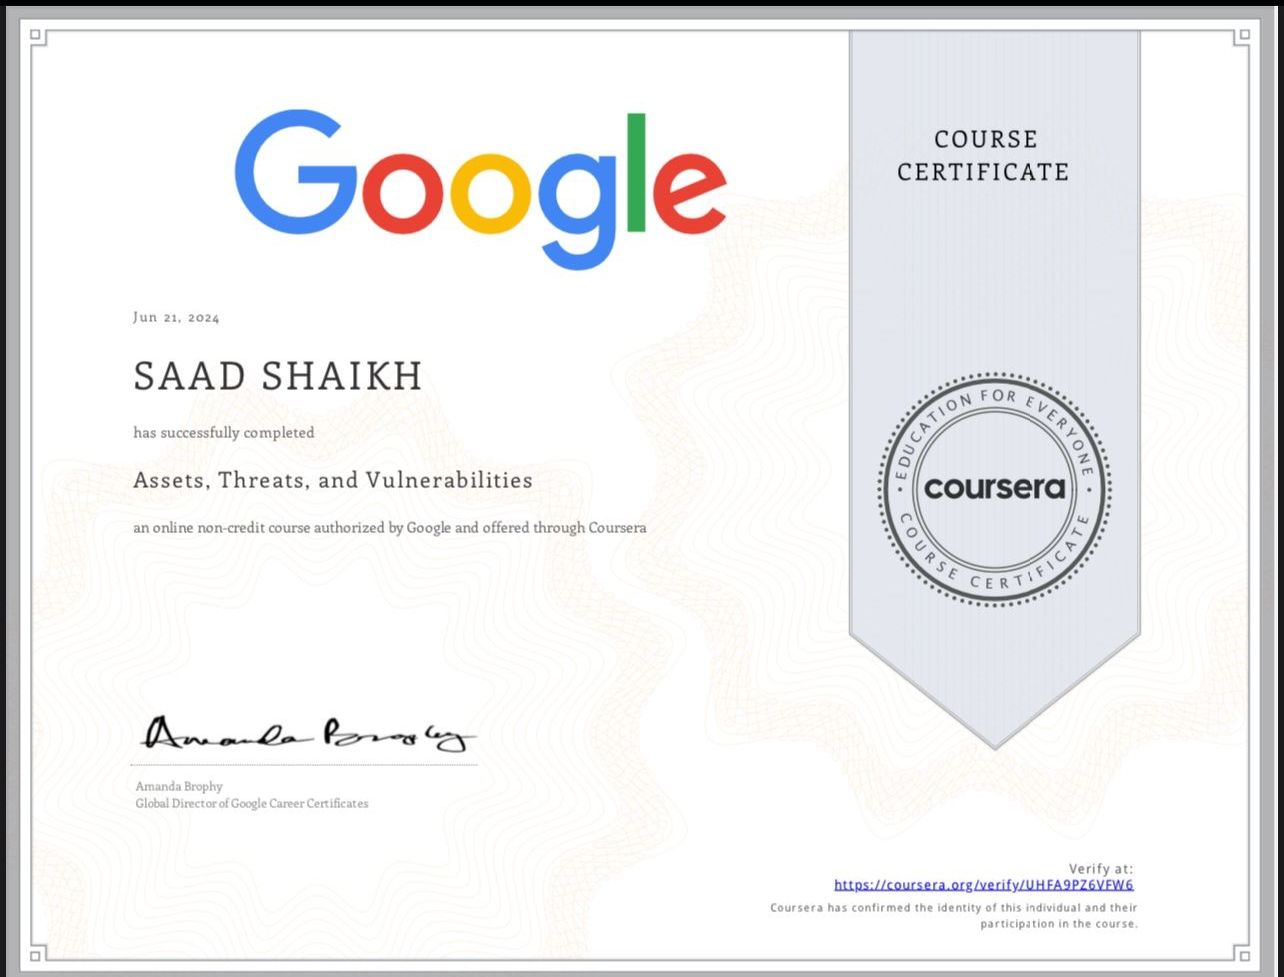 Google
COURSE
CERTIFICATE
Jun 21, 2024
SAAD SHAIKH
has successfully completed
Assets, Threats, and Vulnerabilities
an online non-credit course authorized by Google and offered through Coursera
EDUCATION FOR EVERYONE
coursera
COURSE CERTIFICATE
Amanda Brophy
Amanda Brophy
Global Director of Google Career Certificates
Verify at:
https://coursera.org/verify/UHFA9PZ6VFW6
Coursera has confirmed the identity of this individual and their
participation in the course.